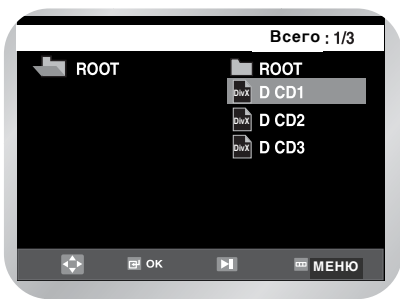 Всего : 1/3
ROOT ROOT
DivX D CD1
DivX D CD2
DivX D CD3
OK МЕНЮ